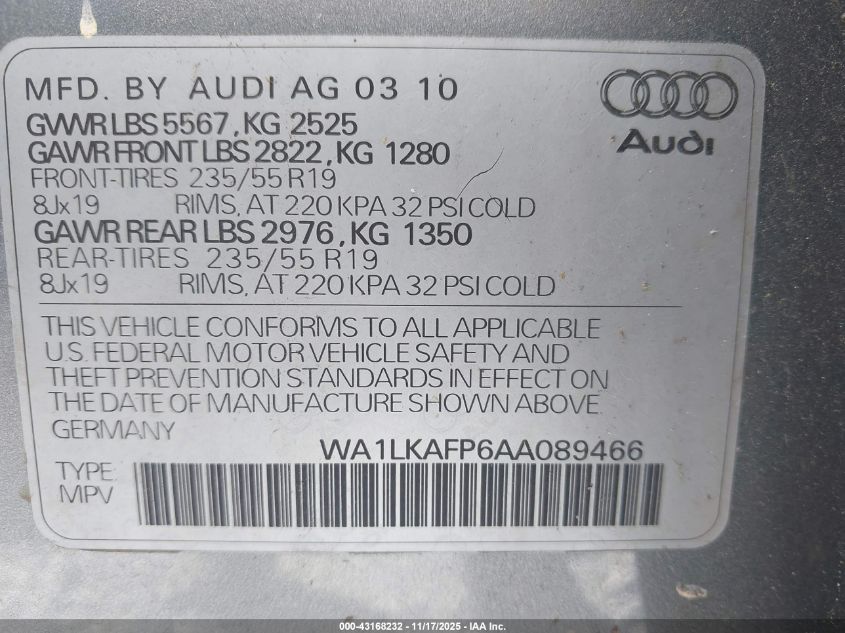 MFD. BY AUDI AG 03 10
GVWR LBS 5567, KG 2525
GAWR FRONT LBS 2822, KG 1280
FRONT-TIRES 235/55 R19
8Jx19 RIMS, AT 220 KPA 32 PSI COLD
GAWR REAR LBS 2976, KG 1350
REAR-TIRES 235/55 R19
8Jx19 RIMS, AT 220 KPA 32 PSI COLD
Audi
THIS VEHICLE CONFORMS TO ALL APPLICABLE
U.S. FEDERAL MOTOR VEHICLE SAFETY AND
THEFT PREVENTION STANDARDS IN EFFECT ON
THE DATE OF MANUFACTURE SHOWN ABOVE.
GERMANY
WA1LKAFP6AA089466
TYPE
MPV
000-43168232 - 11/17/2025 - IAA Inc.